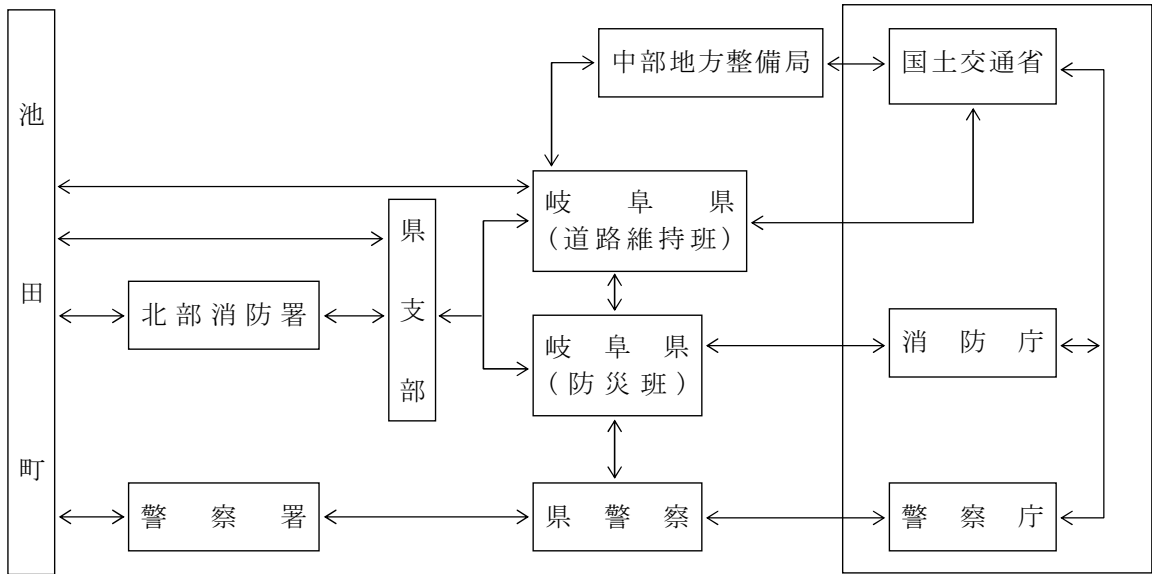 中部地方整備局
国土交通省
池田町
岐阜県
（道路維持班）
県支部
北部消防署
岐阜県
（防災班）
消防庁
警察署
県警察
警察庁